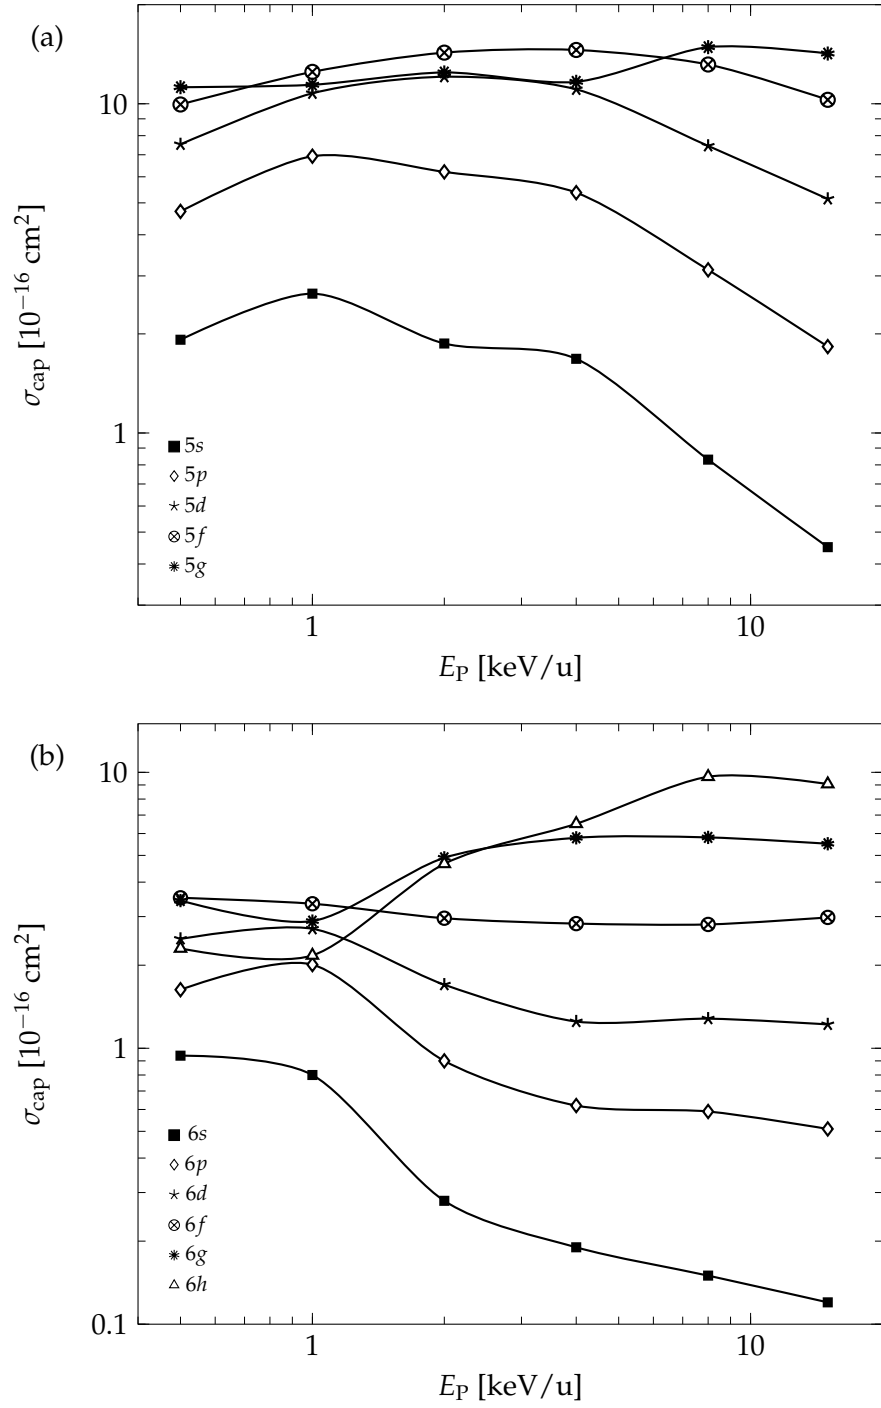 (a)
10
1
σcap [10−16 cm2]
5s
5p
5d
5f
5g
1
10
EP [keV/u]
(b)
10
1
0.1
σcap [10−16 cm2]
6s
6p
6d
6f
6g
6h
1
10
EP [keV/u]